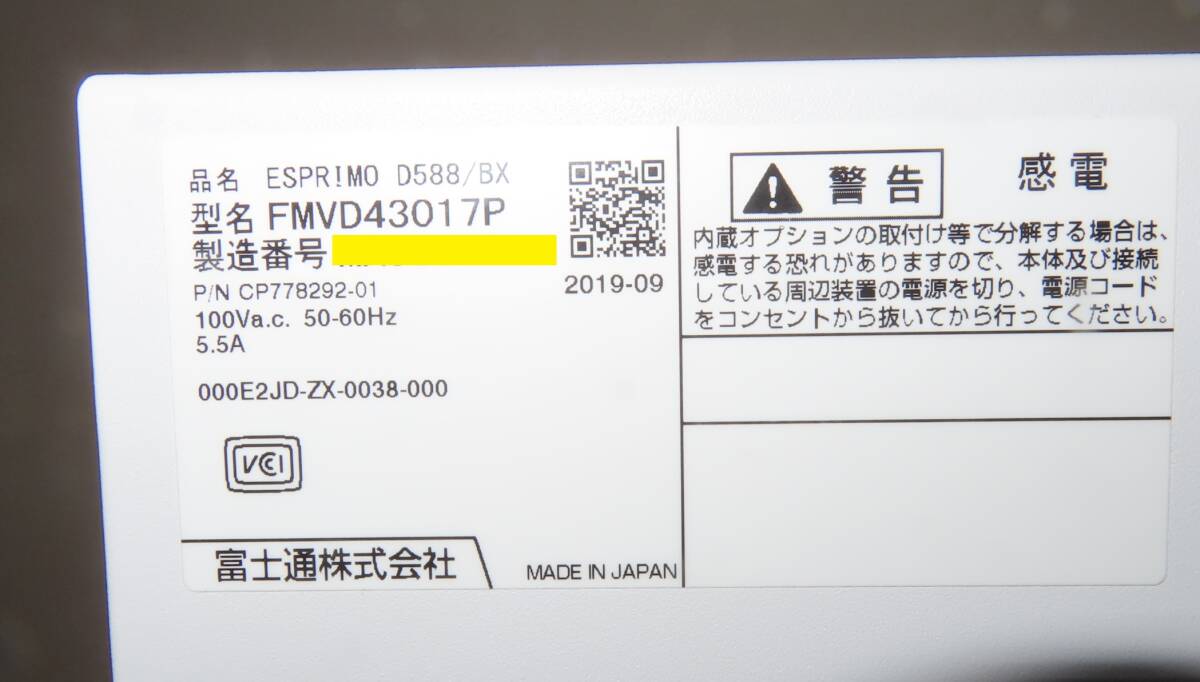 品名 ESPRIMO D588/BX
型名 FMVD43017P
製造番号
P/N CP778292-01
2019-09
100Va.c. 50-60Hz
5.5A
000E2JD-ZX-0038-000
VCCI
富士通株式会社
MADE IN JAPAN
警告
感電
内蔵オプションの取付け等で分解する場合は、
感電する恐れがありますので、本体及び接続
している周辺装置の電源を切り、電源コード
をコンセントから抜いてから行ってください。